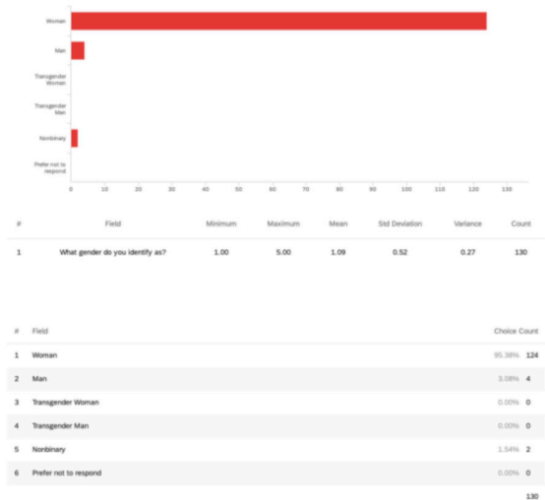 Woman
Man
Transgender
Woman
Transgender
Man
Nonbinary
Prefer not to
respond
0 10 20 30 40 50 60 70 80 90 100 110 120 130
# Field Minimum Maximum Mean Std Deviation Variance Count
1 What gender do you identify as? 1.00 5.00 1.09 0.52 0.27 130
# Field Choice Count
1 Woman 95.38% 124
2 Man 3.08% 4
3 Transgender Woman 0.00% 0
4 Transgender Man 0.00% 0
5 Nonbinary 1.54% 2
6 Prefer not to respond 0.00% 0
130